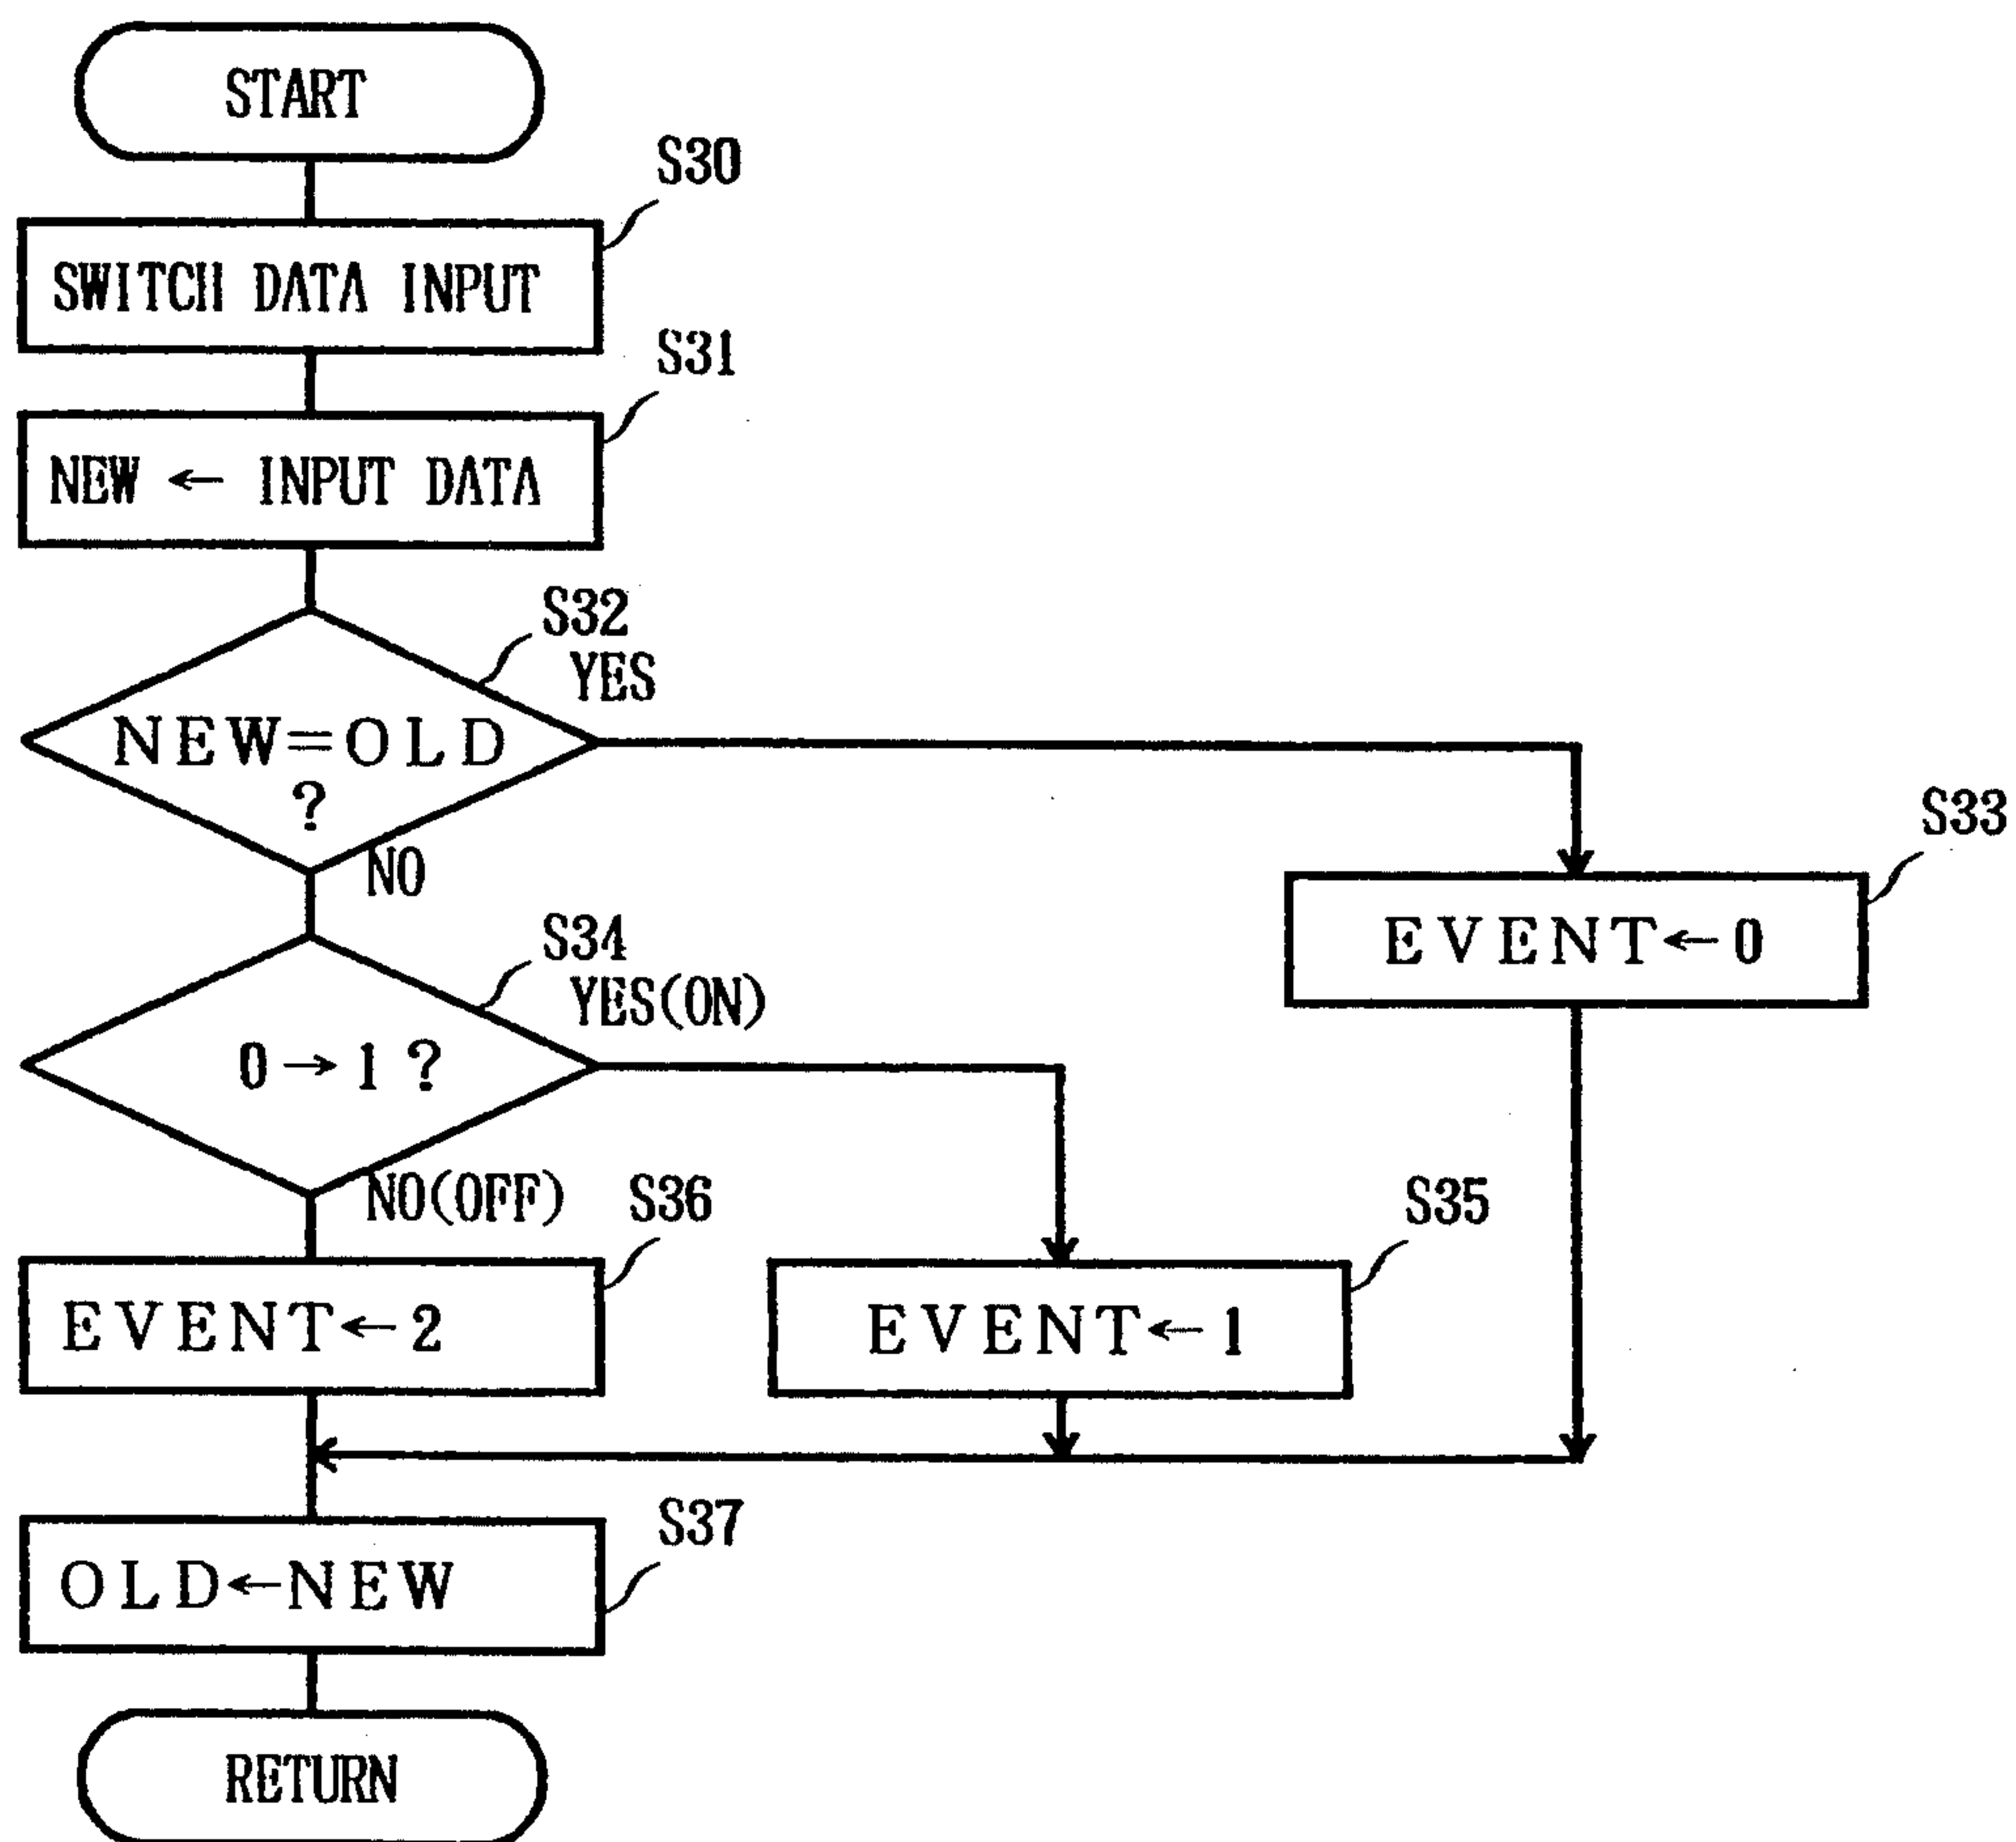 START
S30
SWITCH DATA INPUT
S31
NEW ← INPUT DATA
S32
YES
NEW=OLD
?
NO
S33
EVENT←0
S34
YES(ON)
0→1?
NO(OFF)
S36
EVENT←2
S35
EVENT←1
S37
OLD←NEW
RETURN